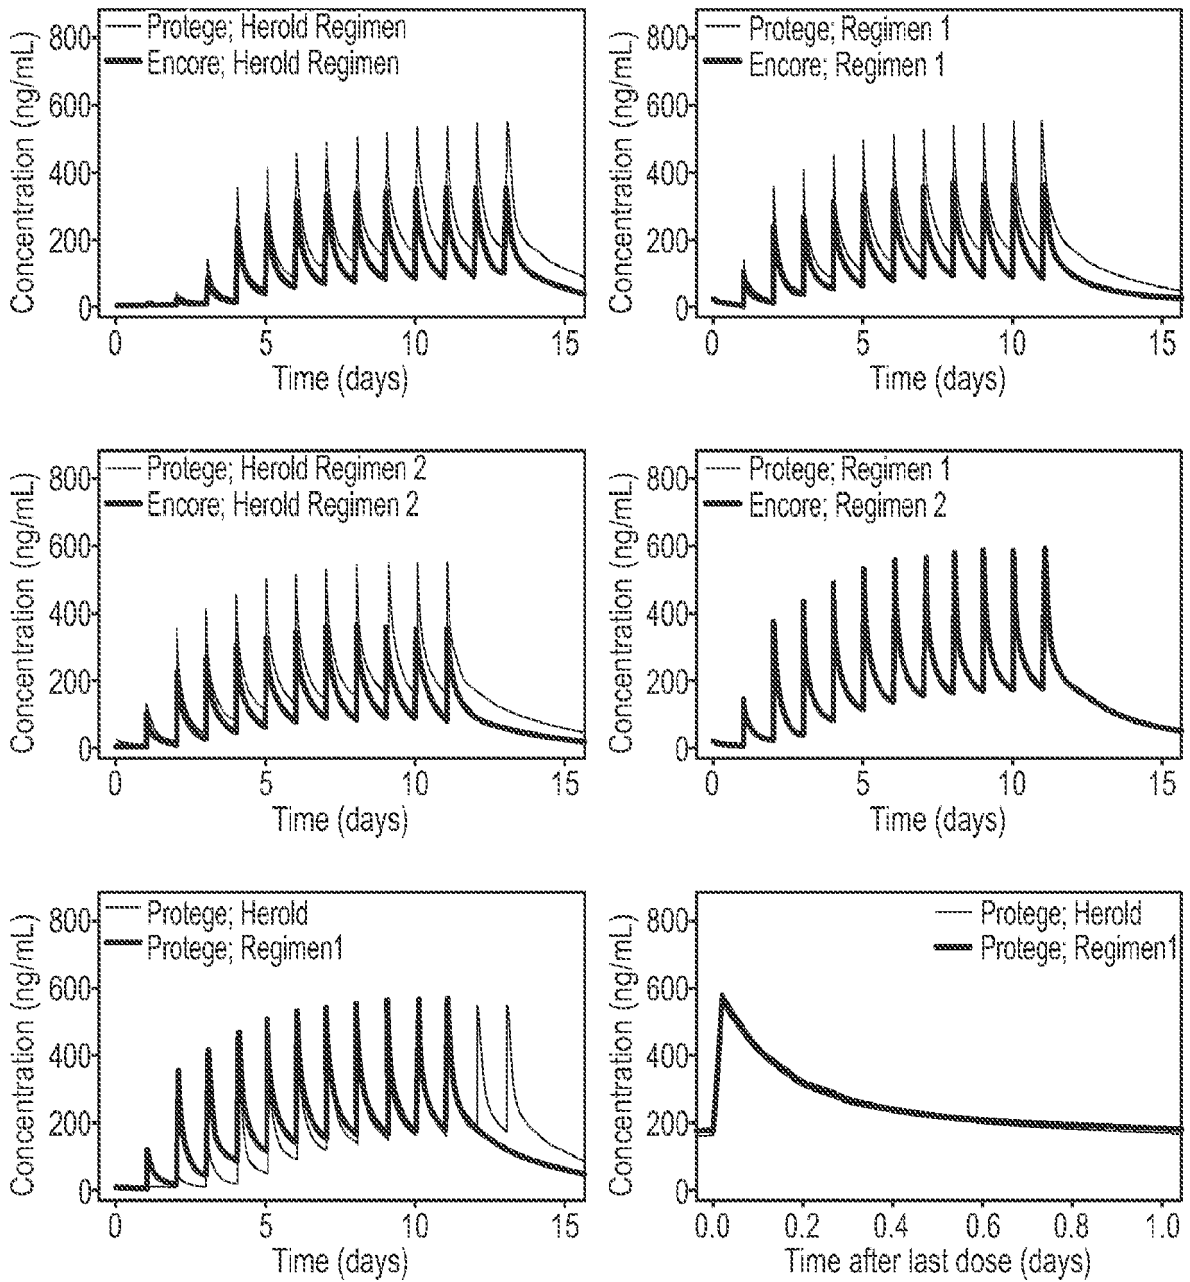 Protege; Herold Regimen
Encore; Herold Regimen
800
600
400
200
0
Concentration (ng/mL)
0 5 10 15
Time (days)
Protege; Regimen 1
Encore; Regimen 1
800
600
400
200
0
Concentration (ng/mL)
0 5 10 15
Time (days)
Protege; Herold Regimen 2
Encore; Herold Regimen 2
800
600
400
200
0
Concentration (ng/mL)
0 5 10 15
Time (days)
Protege; Regimen 1
Encore; Regimen 2
800
600
400
200
0
Concentration (ng/mL)
0 5 10 15
Time (days)
Protege; Herold
Protege; Regimen1
800
600
400
200
0
Concentration (ng/mL)
0 5 10 15
Time (days)
Protege; Herold
Protege; Regimen1
800
600
400
200
0
Concentration (ng/mL)
0.0 0.2 0.4 0.6 0.8 1.0
Time after last dose (days)